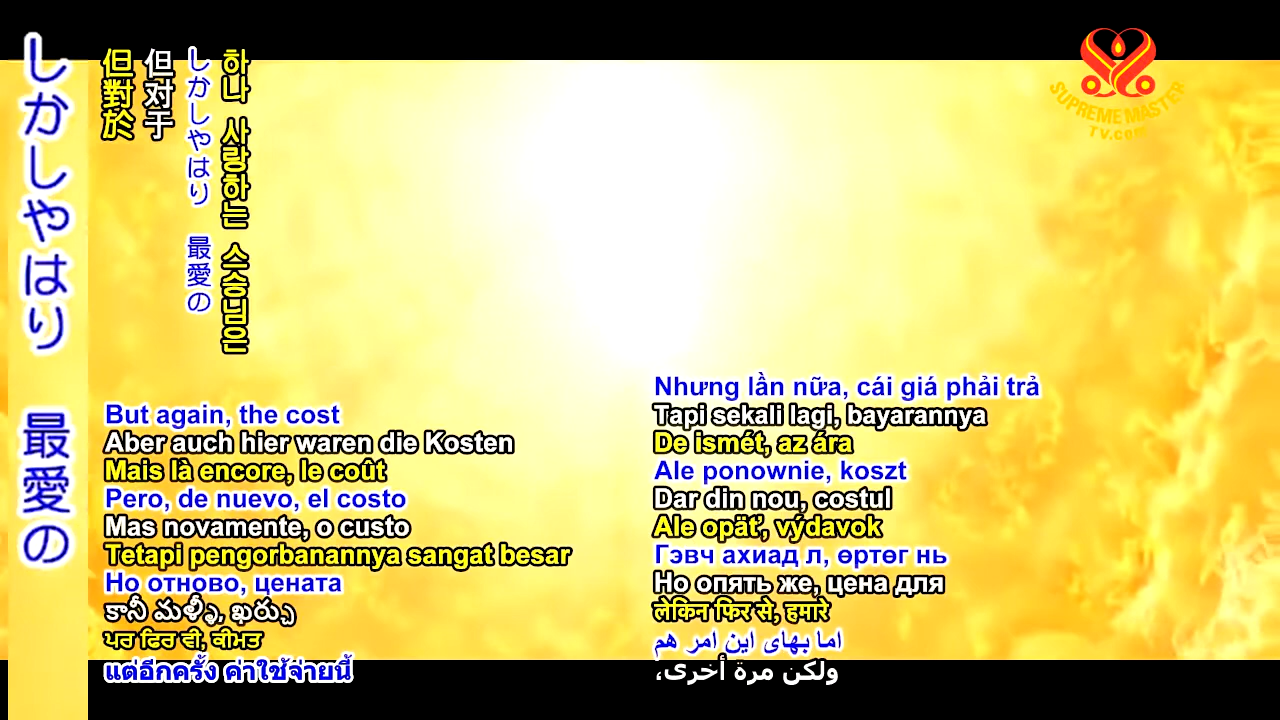 しかしやはり　最愛の
但對於
但对于
しかしやはり　最愛の
하나 사랑하는 스승님은
SUPREME MASTER
TV.com
But again, the cost
Aber auch hier waren die Kosten
Mais là encore, le coût
Pero, de nuevo, el costo
Mas novamente, o custo
Tetapi pengorbanannya sangat besar
Но отново, цената
కానీ మళ్ళీ, ఖర్చు
ਪਰ ਫਿਰ ਵੀ, ਕੀਮਤ
แต่อีกครั้ง ค่าใช้จ่ายนี้
Nhưng lần nữa, cái giá phải trả
Tapi sekali lagi, bayarannya
De ismét, az ára
Ale ponownie, koszt
Dar din nou, costul
Ale opäť, výdavok
Гэвч ахиад л, өртөг нь
Но опять же, цена для
लेकिन फिर से, हमारे
اما بهای این امر هم
ولكن مرة أخرى،